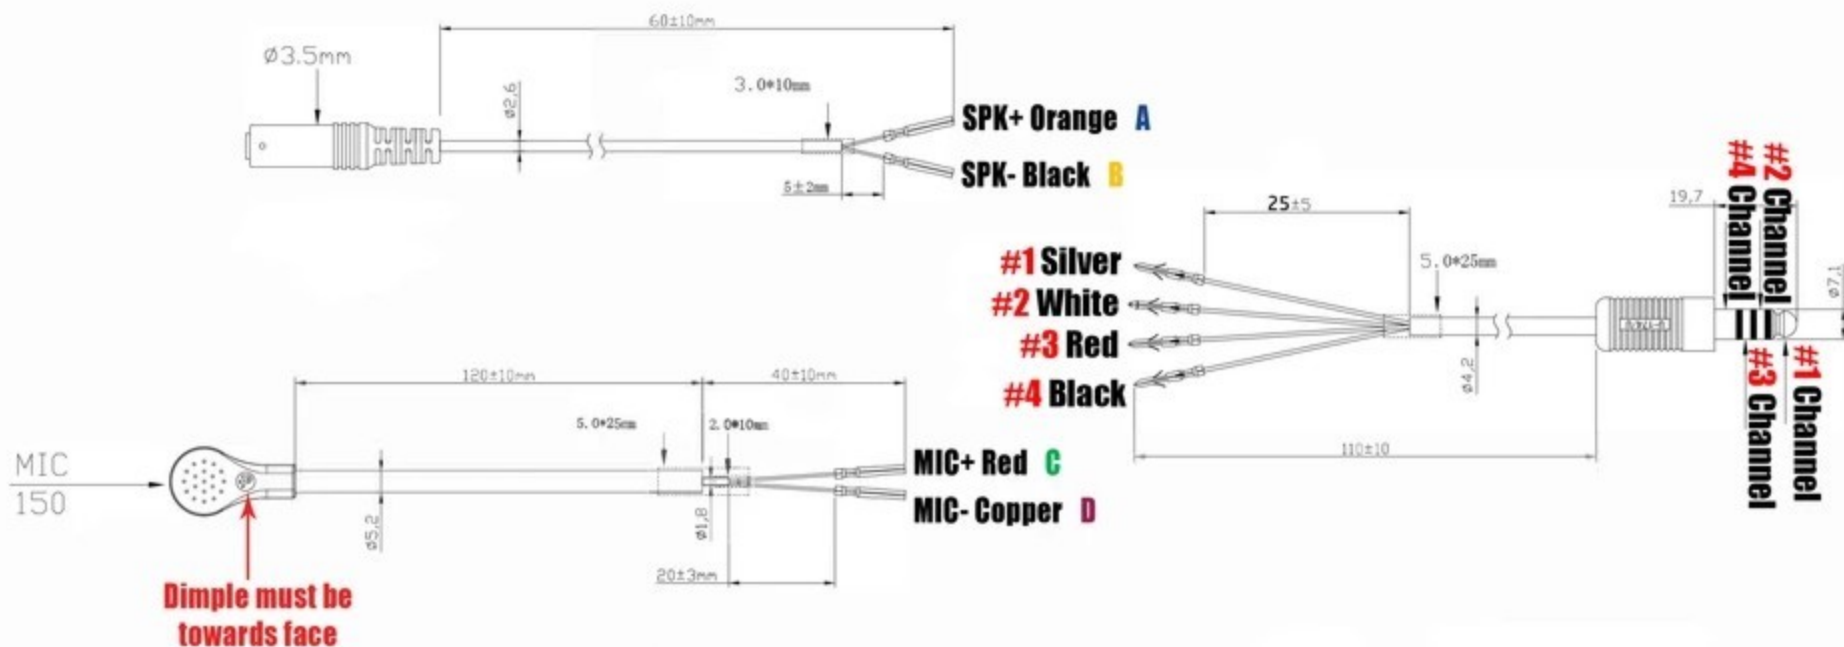 60±10mm
Ø3.5mm
ø2,6
3.0*10mm
SPK+ Orange A
SPK- Black B
5±2mm
25±5
19,7
#4 Channel
#2 Channel
#1 Silver
5.0*25mm
ø7,1
#2 White
#3 Red
#4 Black
ø4,2
#3 Channel
#1 Channel
110±10
120±10mm
40±10mm
5.0*25mm
2.0*10mm
MIC
150
MIC+ Red C
MIC- Copper D
ø5,2
ø1,8
20±3mm
Dimple must be
towards face